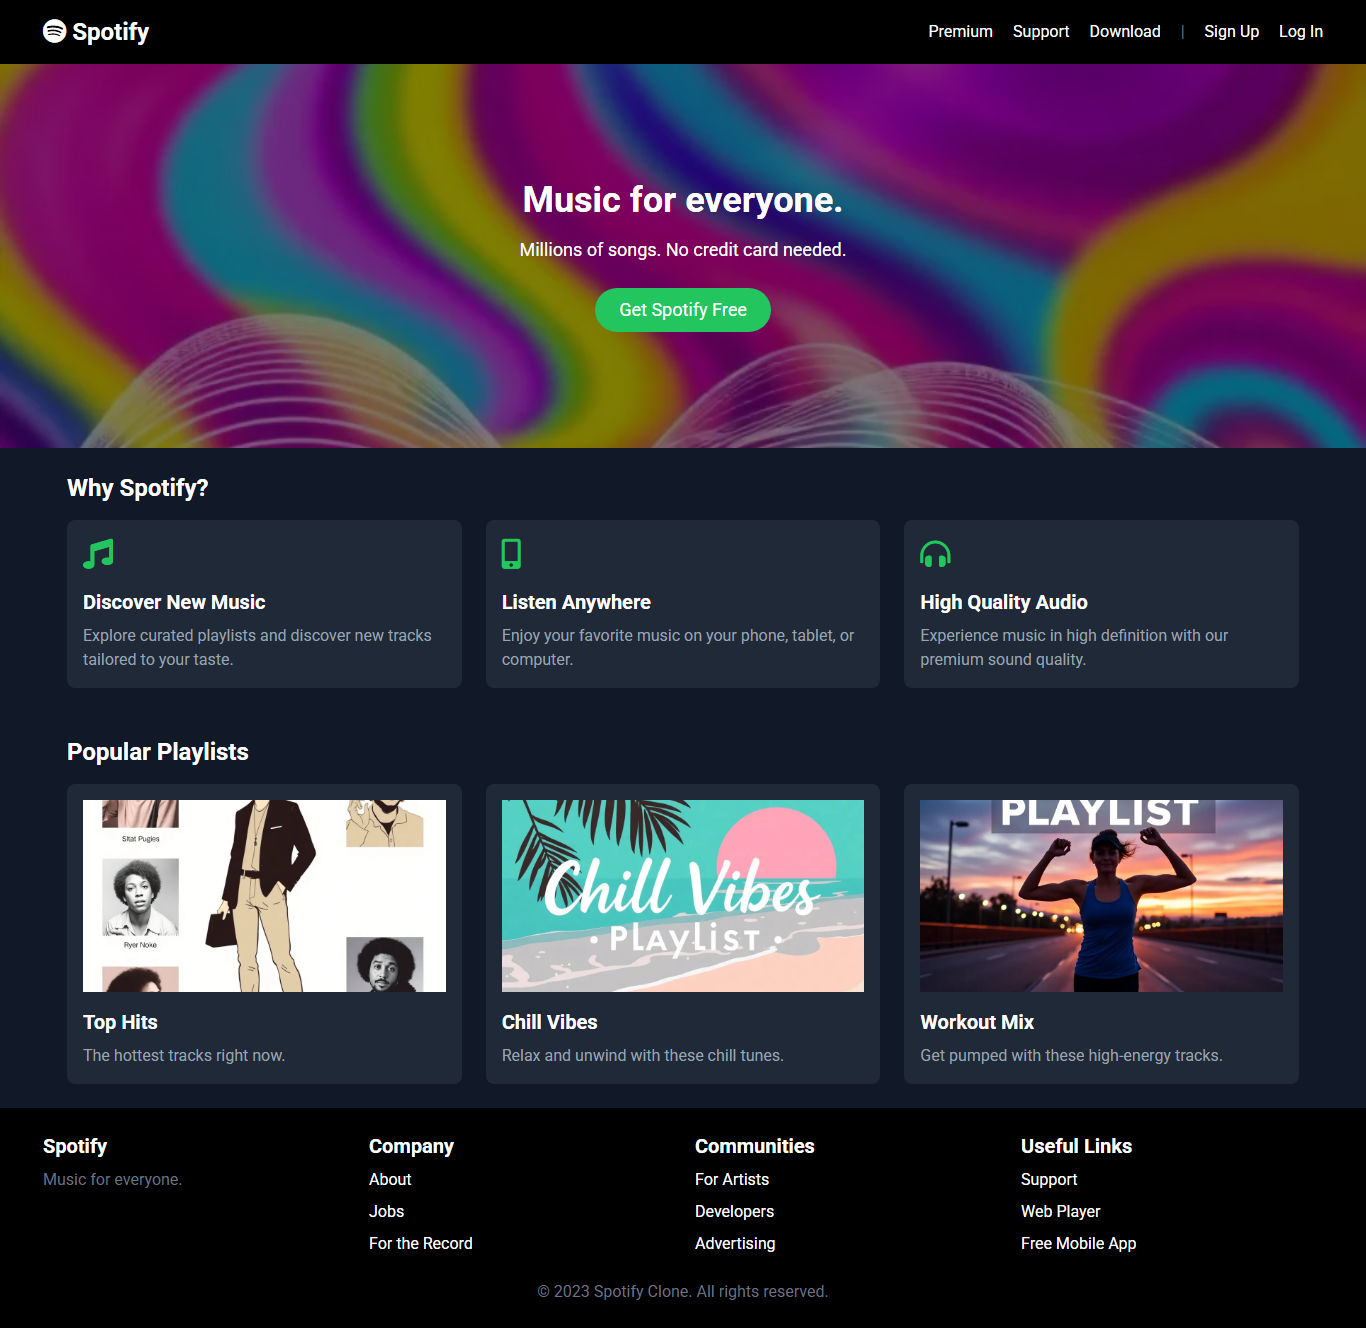 Spotify
Premium Support Download | Sign Up Log In
Music for everyone.
Millions of songs. No credit card needed.
Get Spotify Free
Why Spotify?
Discover New Music
Explore curated playlists and discover new tracks
tailored to your taste.
Listen Anywhere
Enjoy your favorite music on your phone, tablet, or
computer.
High Quality Audio
Experience music in high definition with our
premium sound quality.
Popular Playlists
Sitat Pugies
Ryer Noke
Top Hits
The hottest tracks right now.
Chill Vibes
· PLAYLIST ·
Chill Vibes
Relax and unwind with these chill tunes.
PLAYLIST
Workout Mix
Get pumped with these high-energy tracks.
Spotify
Music for everyone.
Company
About
Jobs
For the Record
Communities
For Artists
Developers
Advertising
Useful Links
Support
Web Player
Free Mobile App
© 2023 Spotify Clone. All rights reserved.